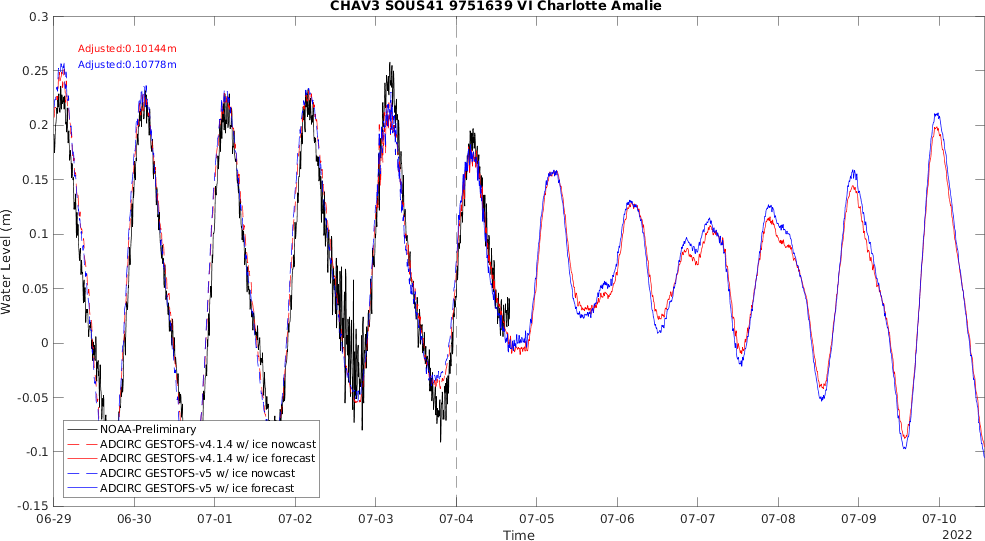 CHAV3 SOUS41 9751639 VI Charlotte Amalie
0.3
Adjusted:0.10144m
Adjusted:0.10778m
0.25
0.2
0.15
0.1
0.05
0
-0.05
-0.1
-0.15
Water Level (m)
NOAA-Preliminary
ADCIRC GESTOFS-v4.1.4 w/ ice nowcast
ADCIRC GESTOFS-v4.1.4 w/ ice forecast
ADCIRC GESTOFS-v5 w/ ice nowcast
ADCIRC GESTOFS-v5 w/ ice forecast
06-29 06-30 07-01 07-02 07-03 07-04 07-05 07-06 07-07 07-08 07-09 07-10
Time
2022